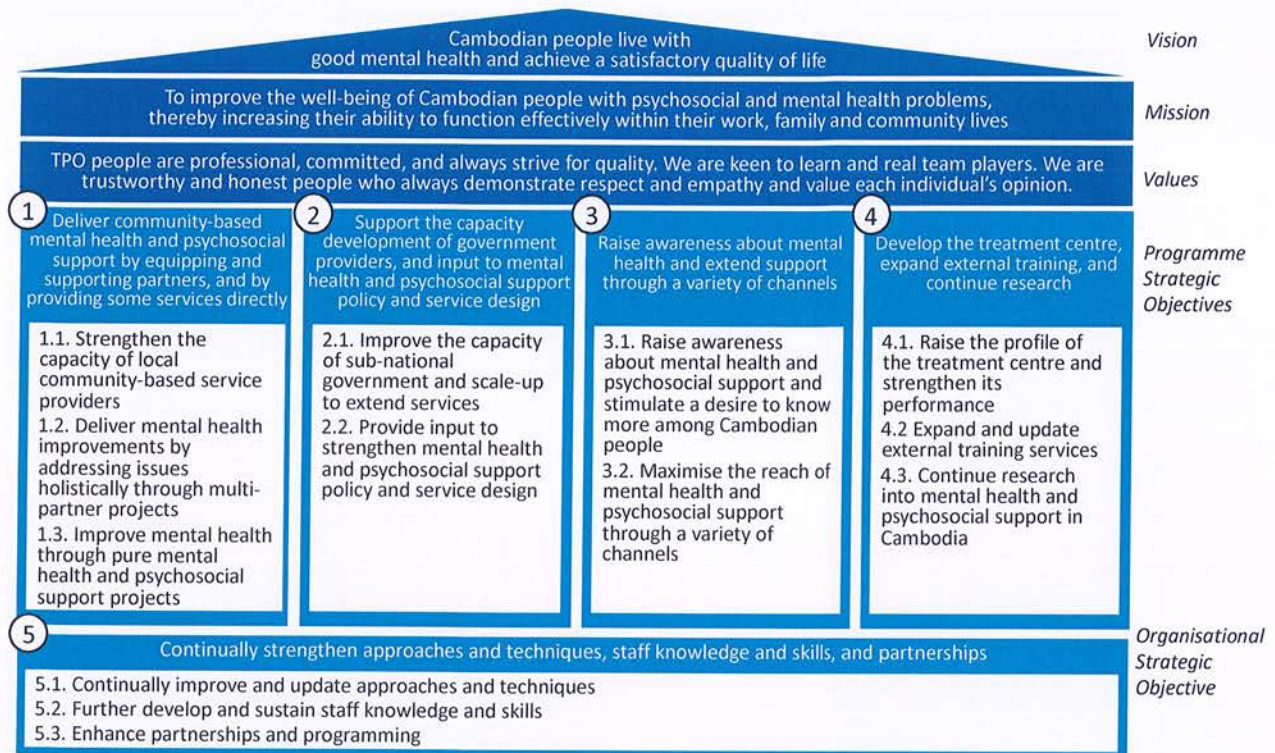 Cambodian people live with
good mental health and achieve a satisfactory quality of life
Vision
To improve the well-being of Cambodian people with psychosocial and mental health problems,
thereby increasing their ability to function effectively within their work, family and community lives
Mission
TPO people are professional, committed, and always strive for quality. We are keen to learn and real team players. We are
trustworthy and honest people who always demonstrate respect and empathy and value each individual's opinion.
Values
1
Deliver community-based
mental health and psychosocial
support by equipping and
supporting partners, and by
providing some services directly
1.1. Strengthen the
capacity of local
community-based service
providers
1.2. Deliver mental health
improvements by
addressing issues
holistically through multi-
partner projects
1.3. Improve mental health
through pure mental
health and psychosocial
support projects
2
Support the capacity
development of government
providers, and input to mental
health and psychosocial support
policy and service design
2.1. Improve the capacity
of sub-national
government and scale-up
to extend services
2.2. Provide input to
strengthen mental health
and psychosocial support
policy and service design
3
Raise awareness about mental
health and extend support
through a variety of channels
3.1. Raise awareness
about mental health and
psychosocial support and
stimulate a desire to know
more among Cambodian
people
3.2. Maximise the reach of
mental health and
psychosocial support
through a variety of
channels
4
Develop the treatment centre,
expand external training, and
continue research
4.1. Raise the profile of
the treatment centre and
strengthen its
performance
4.2 Expand and update
external training services
4.3. Continue research
into mental health and
psychosocial support in
Cambodia
Programme
Strategic
Objectives
5
Continually strengthen approaches and techniques, staff knowledge and skills, and partnerships
5.1. Continually improve and update approaches and techniques
5.2. Further develop and sustain staff knowledge and skills
5.3. Enhance partnerships and programming
Organisational
Strategic
Objective